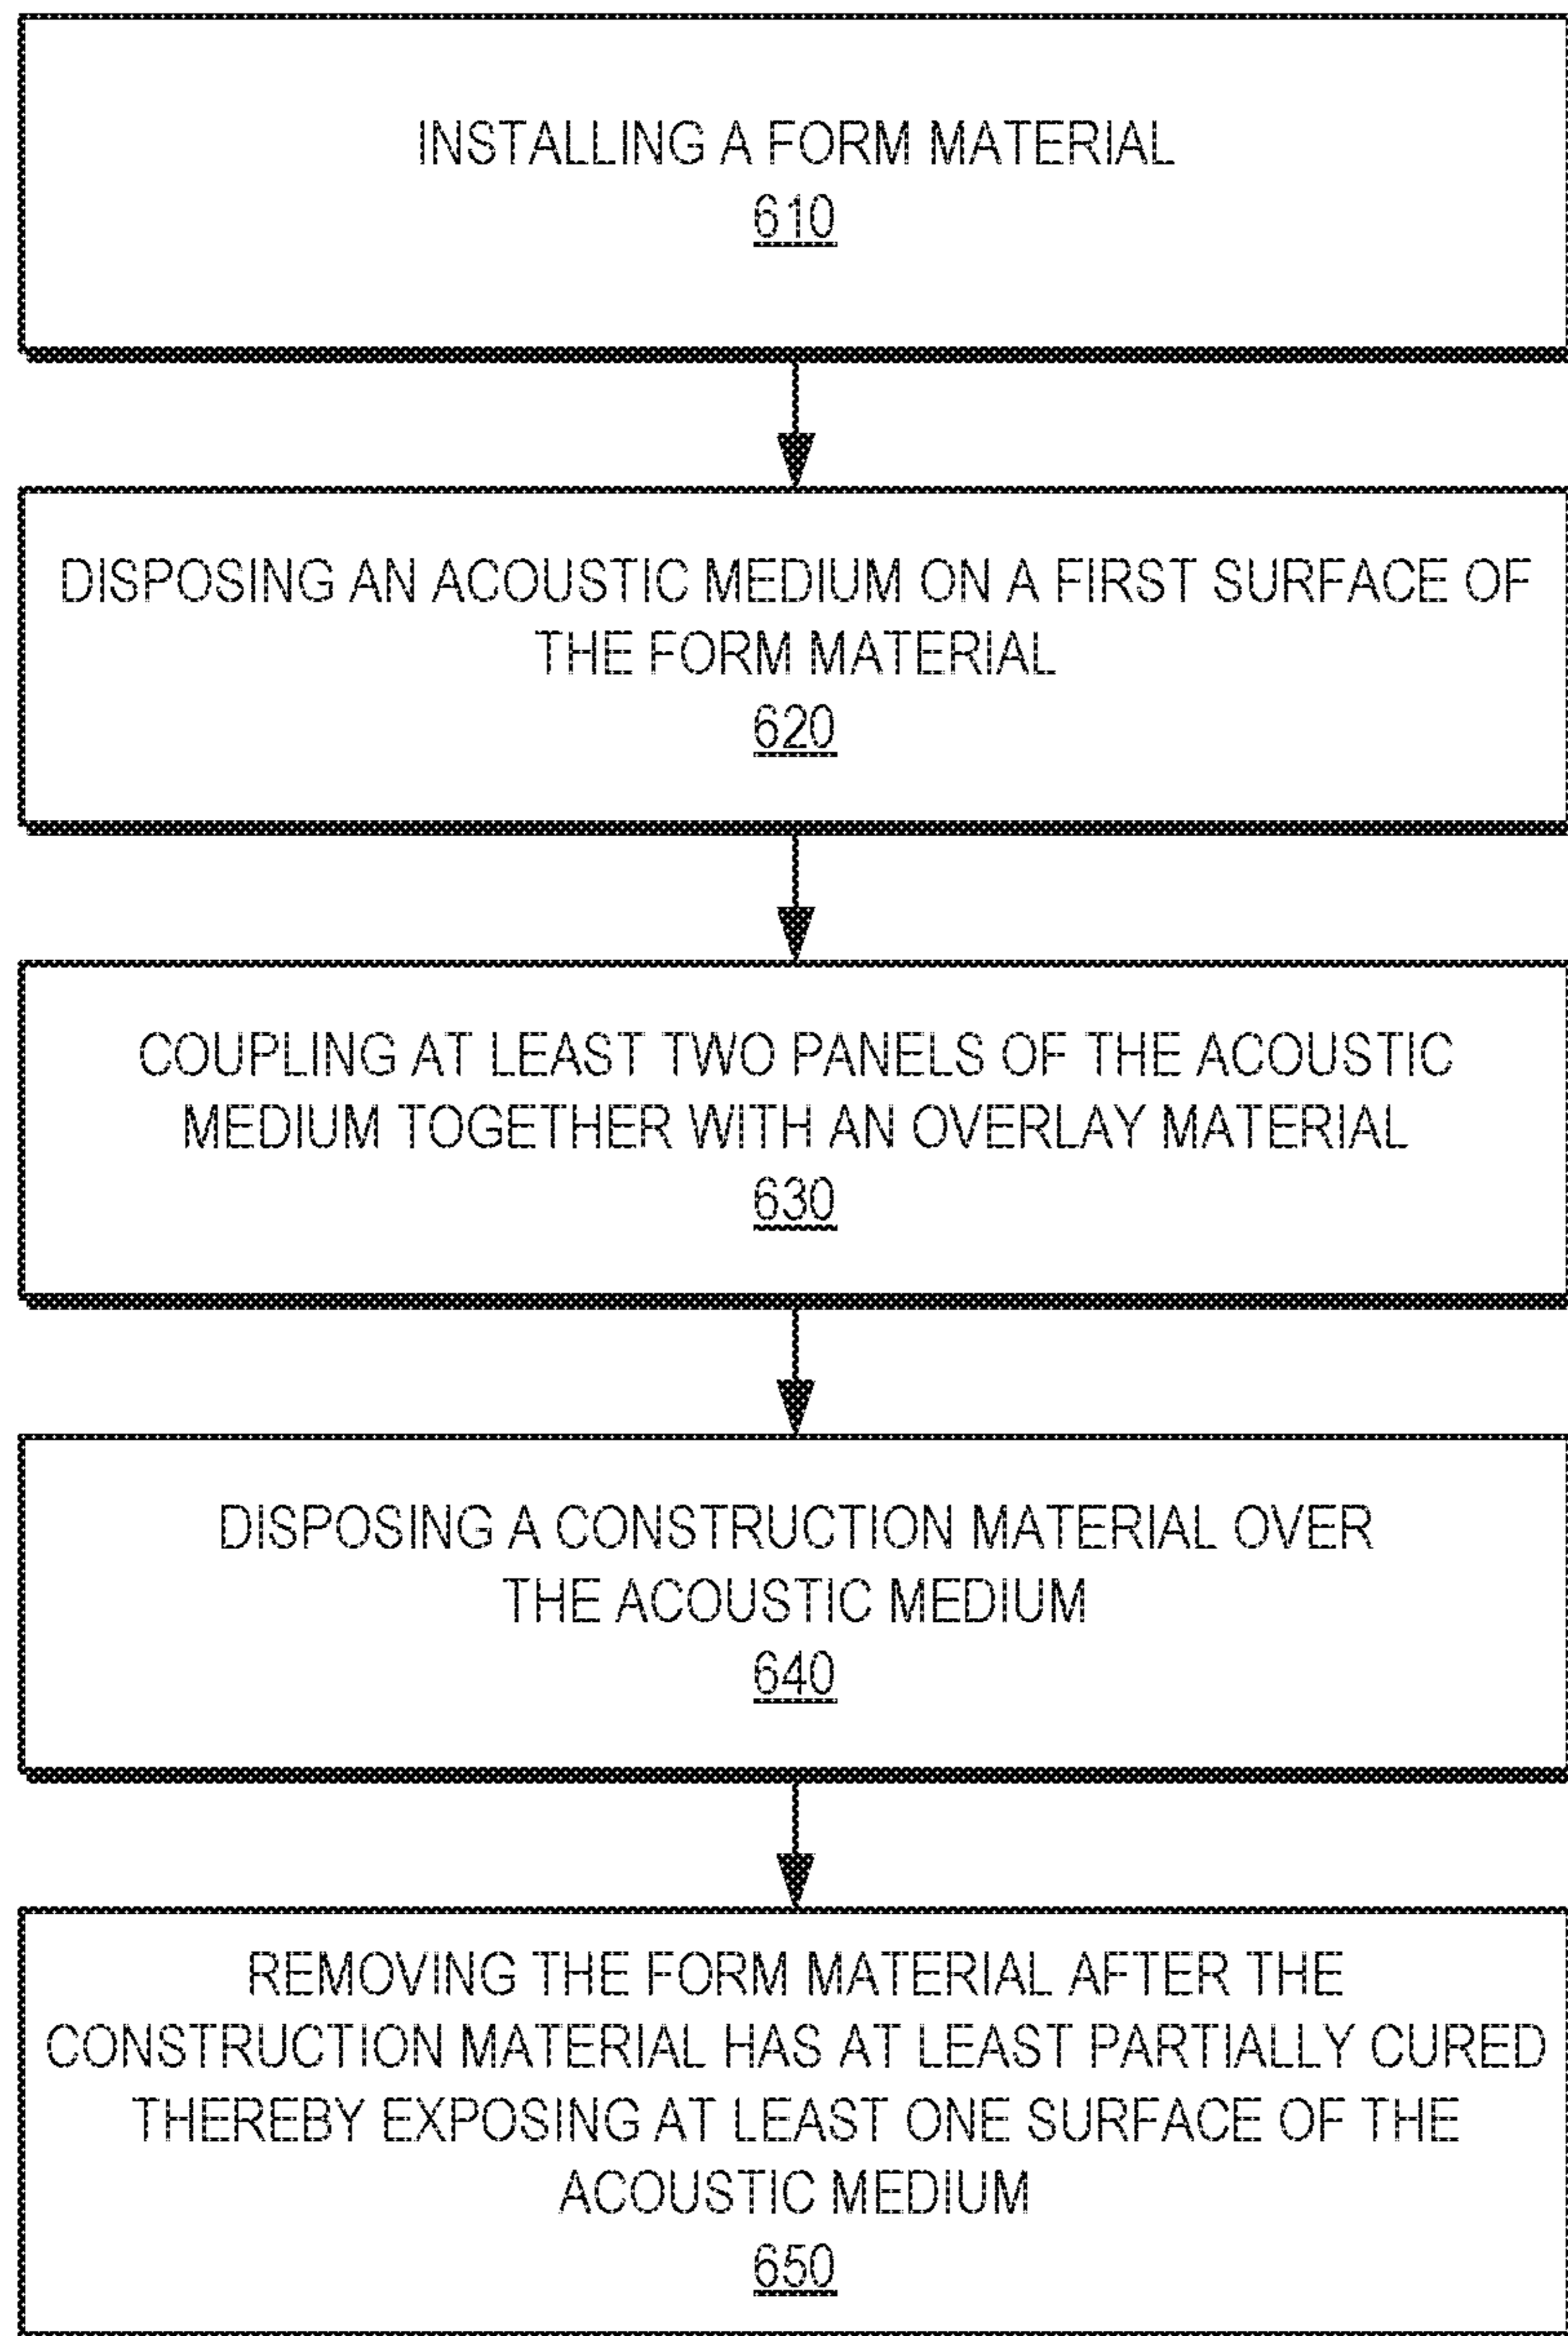 INSTALLING A FORM MATERIAL
610
DISPOSING AN ACOUSTIC MEDIUM ON A FIRST SURFACE OF
THE FORM MATERIAL
620
COUPLING AT LEAST TWO PANELS OF THE ACOUSTIC
MEDIUM TOGETHER WITH AN OVERLAY MATERIAL
630
DISPOSING A CONSTRUCTION MATERIAL OVER
THE ACOUSTIC MEDIUM
640
REMOVING THE FORM MATERIAL AFTER THE
CONSTRUCTION MATERIAL HAS AT LEAST PARTIALLY CURED
THEREBY EXPOSING AT LEAST ONE SURFACE OF THE
ACOUSTIC MEDIUM
650